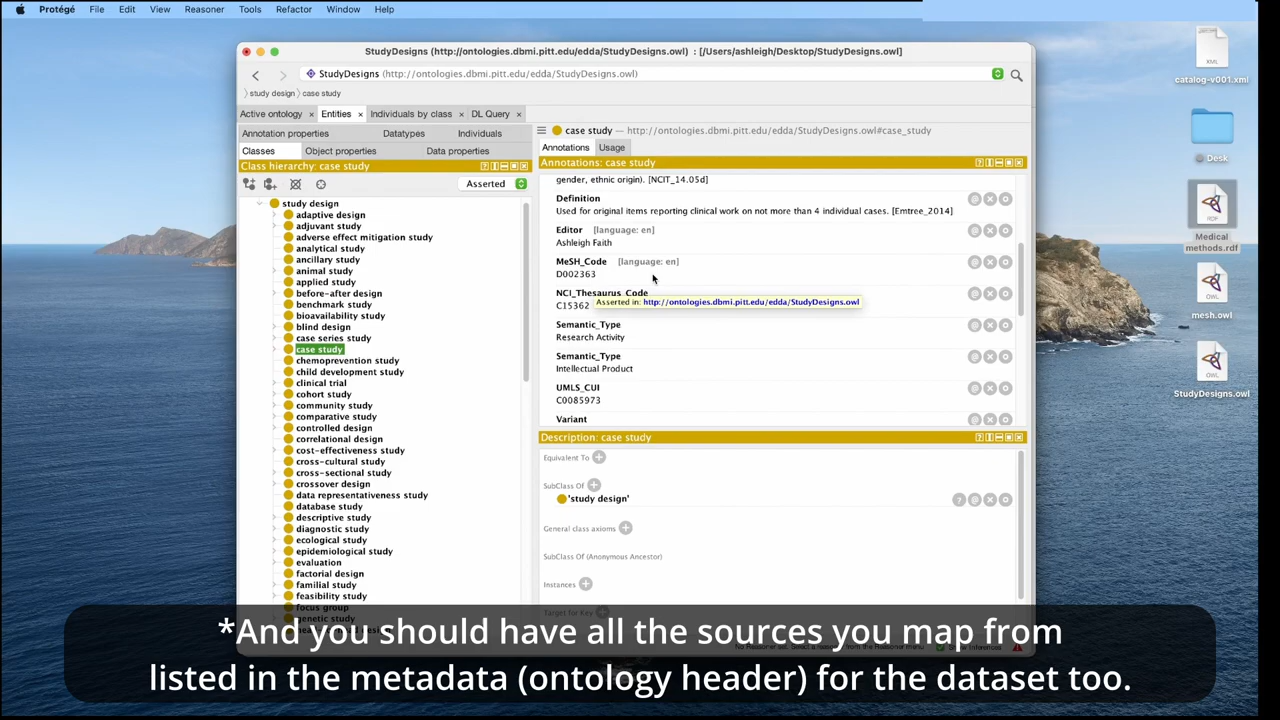 Protégé File Edit View Reasoner Tools Refactor Window Help
StudyDesigns (http://ontologies.dbmi.pitt.edu/edda/StudyDesigns.owl) : [/Users/ashleigh/Desktop/StudyDesigns.owl]
StudyDesigns (http://ontologies.dbmi.pitt.edu/edda/StudyDesigns.owl)
study design case study
Active ontology × Entities × Individuals by class × DL Query ×
Annotation properties Datatypes Individuals
Classes Object properties Data properties
Class hierarchy: case study
Asserted
study design
adaptive design
adjuvant study
adverse effect mitigation study
analytical study
ancillary study
animal study
applied study
before-after design
benchmark study
bioavailability study
blind design
case series study
case study
chemoprevention study
child development study
clinical trial
cohort study
community study
comparative study
controlled design
correlational design
cost-effectiveness study
cross-cultural study
cross-sectional study
crossover design
data representativeness study
database study
descriptive study
diagnostic study
ecological study
epidemiological study
evaluation
factorial design
familial study
feasibility study
focus group
genetic study
case study — http://ontologies.dbmi.pitt.edu/edda/StudyDesigns.owl#case_study
Annotations Usage
Annotations: case study
gender, ethnic origin). [NCIT_14.05d]
Definition
Used for original items reporting clinical work on not more than 4 individual cases. [Emtree_2014]
Editor [language: en]
Ashleigh Faith
MeSH_Code [language: en]
D002363
NCI_Thesaurus_Code
C15362
Asserted in: http://ontologies.dbmi.pitt.edu/edda/StudyDesigns.owl
Semantic_Type
Research Activity
Semantic_Type
Intellectual Product
UMLS_CUI
C0085973
Variant
Description: case study
Equivalent To
SubClass Of
'study design'
General class axioms
SubClass Of (Anonymous Ancestor)
Instances
Target for Key
catalog-v001.xml
Desk
Medical
methods.rdf
mesh.owl
StudyDesigns.owl
*And you should have all the sources you map from
listed in the metadata (ontology header) for the dataset too.